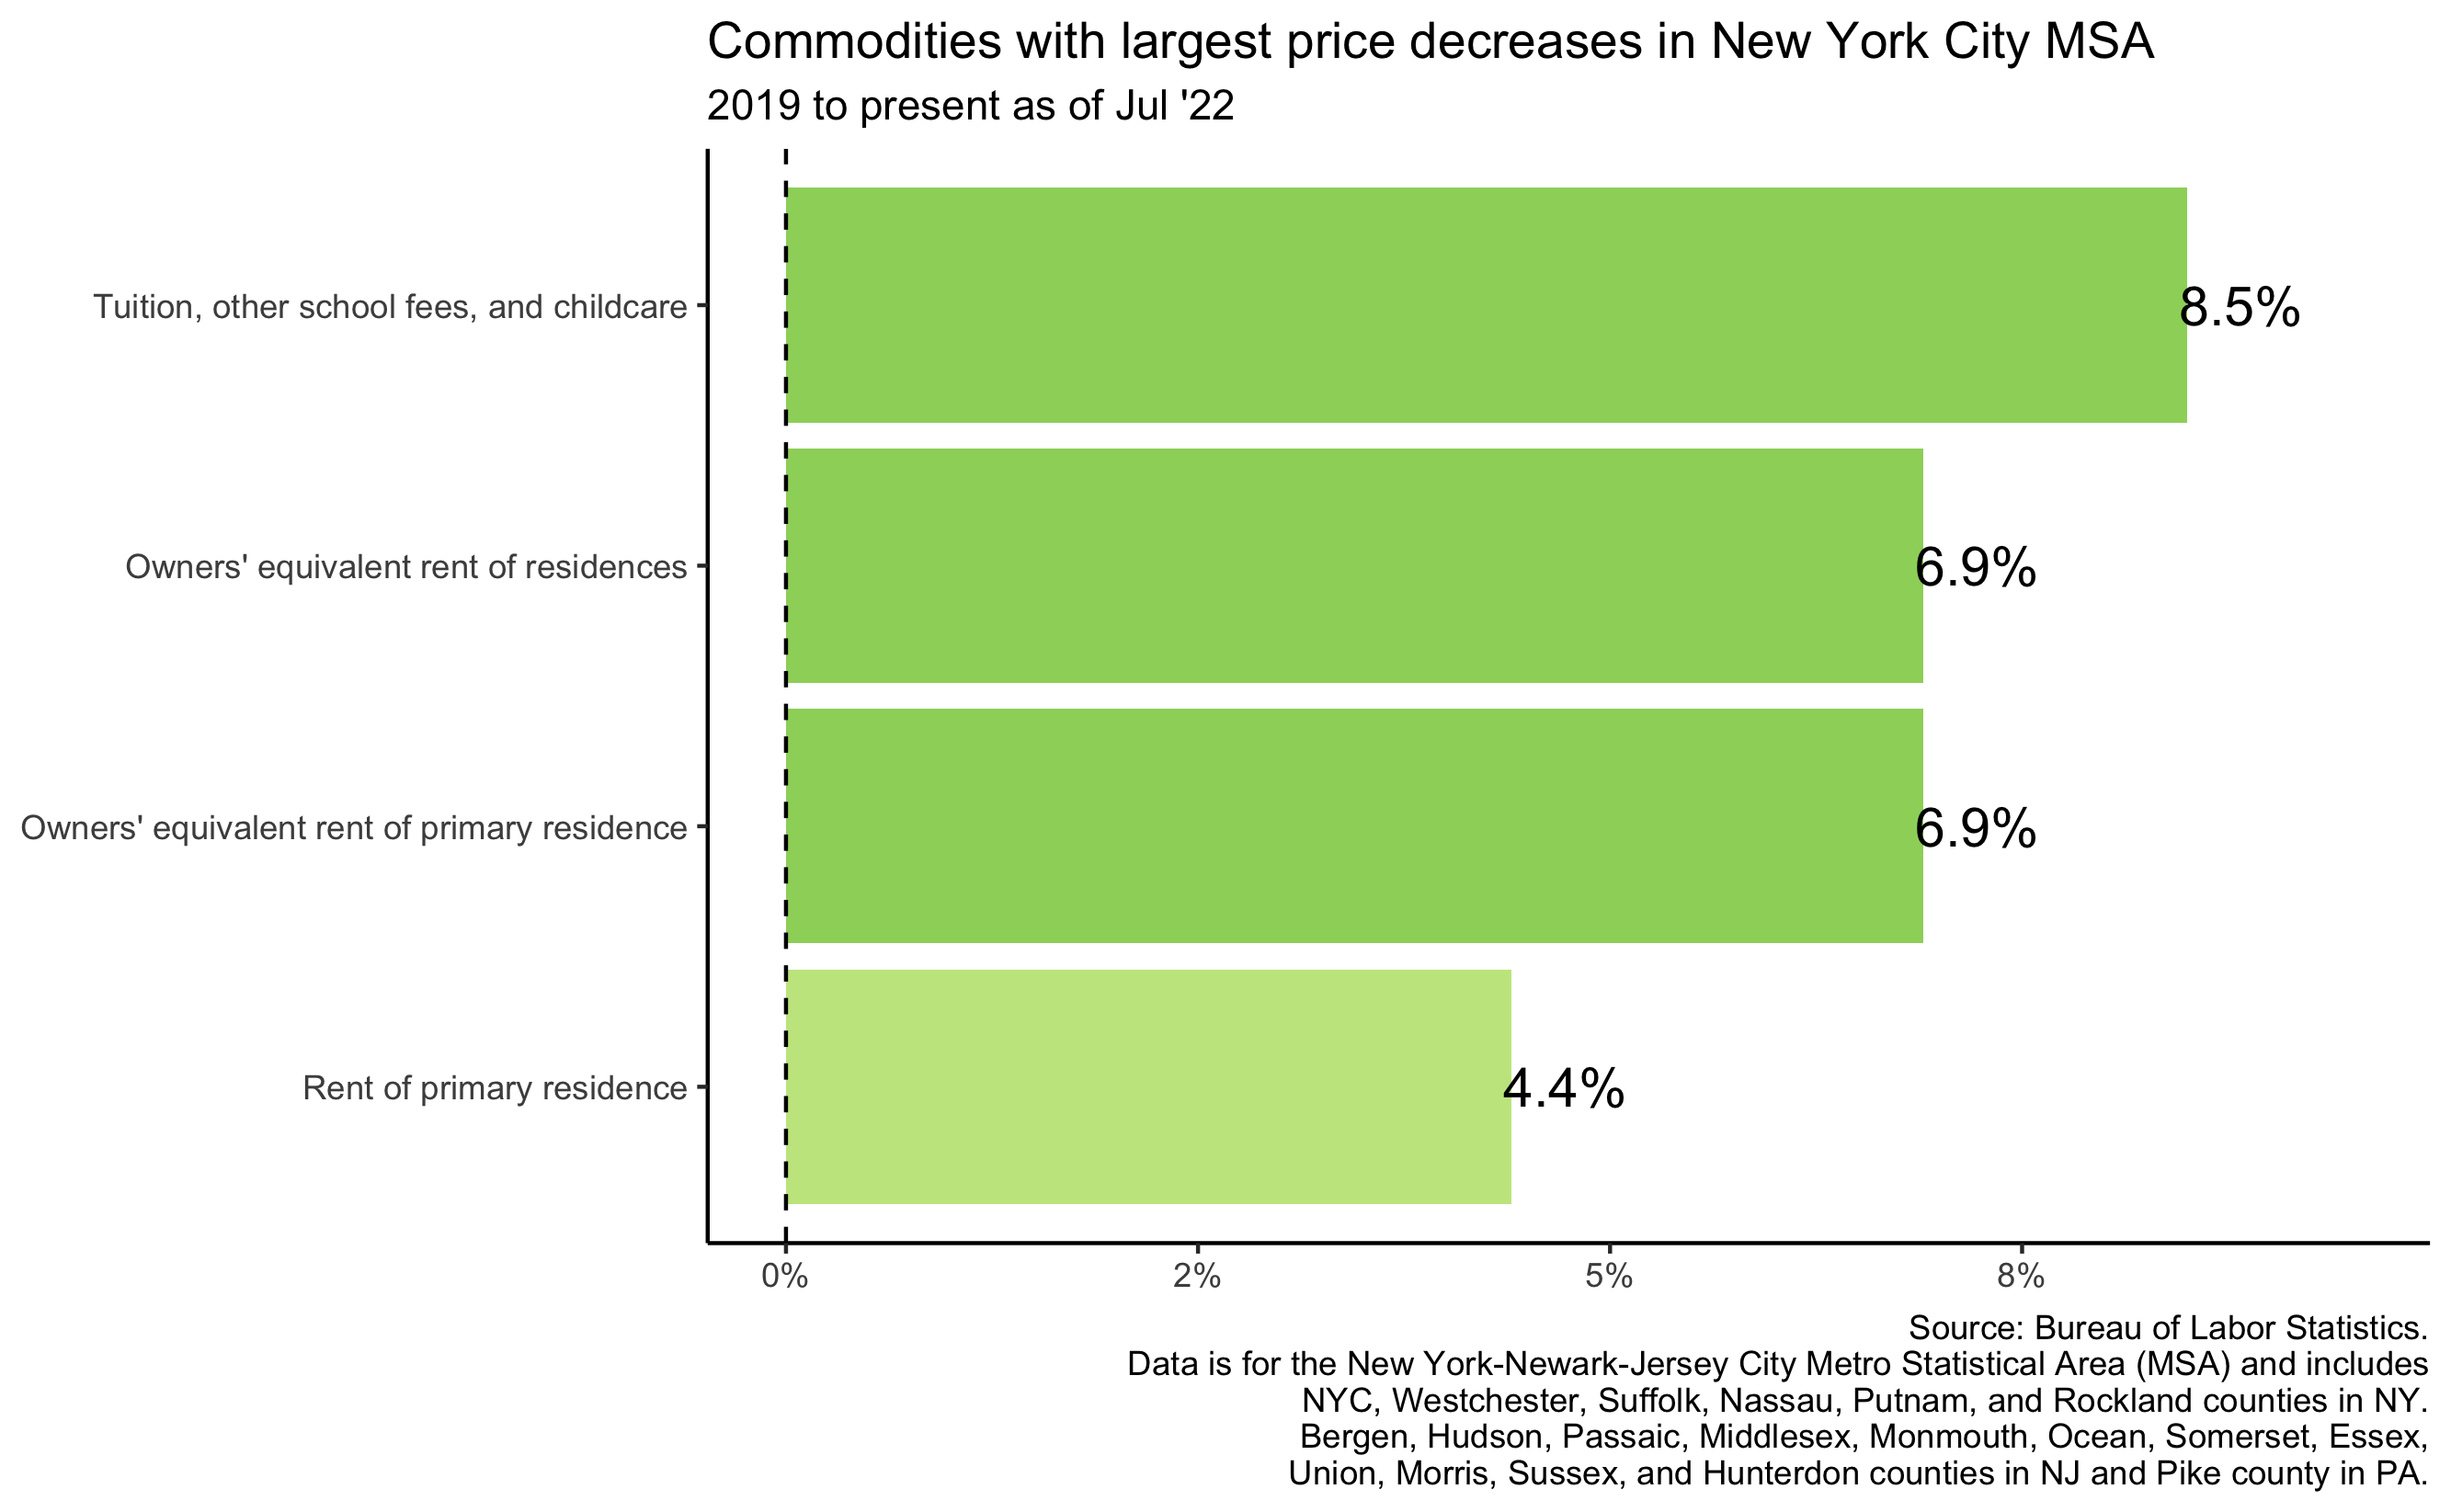 Commodities with largest price decreases in New York City MSA
2019 to present as of Jul '22
Tuition, other school fees, and childcare
8.5%
Owners' equivalent rent of residences
6.9%
Owners' equivalent rent of primary residence
6.9%
Rent of primary residence
4.4%
0% 2% 5% 8%
Source: Bureau of Labor Statistics.
Data is for the New York-Newark-Jersey City Metro Statistical Area (MSA) and includes
NYC, Westchester, Suffolk, Nassau, Putnam, and Rockland counties in NY.
Bergen, Hudson, Passaic, Middlesex, Monmouth, Ocean, Somerset, Essex,
Union, Morris, Sussex, and Hunterdon counties in NJ and Pike county in PA.